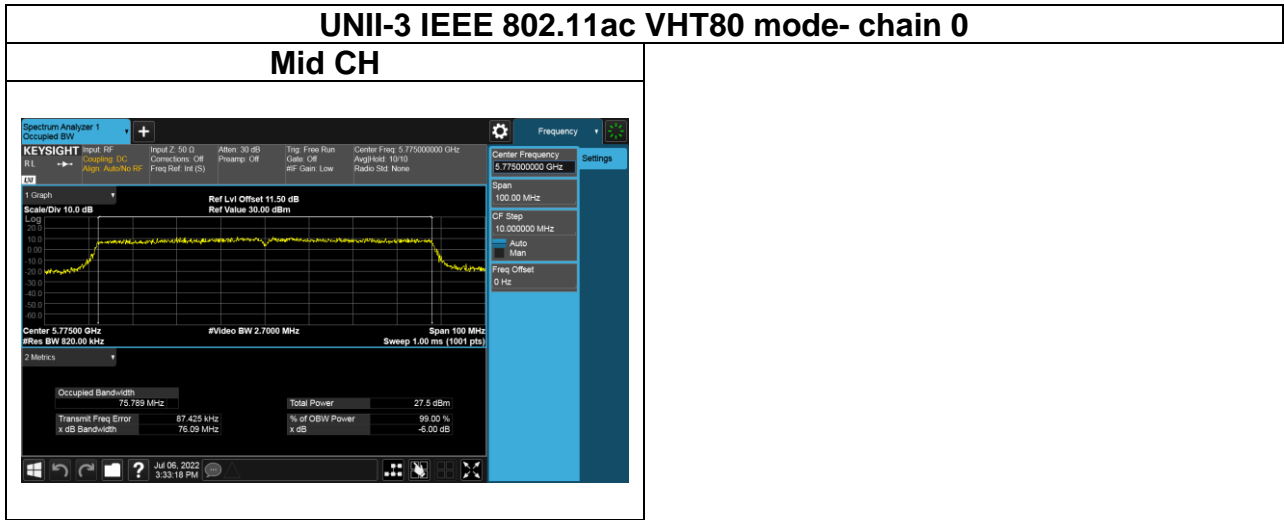 UNII-3 IEEE 802.11ac VHT80 mode- chain 0
Mid CH
Spectrum Analyzer 1
Occupied BW
+
Frequency
KEYSIGHT
RL
LXI
Input: RF
Coupling: DC
Align: Auto/No RF
Input Z: 50 Ω
Corrections: Off
Freq Ref: Int (S)
Atten: 30 dB
Preamp: Off
Trig: Free Run
Gate: Off
#IF Gain: Low
Center Freq: 5.775000000 GHz
Avg|Hold: 10/10
Radio Std: None
Center Frequency
5.775000000 GHz
Settings
Span
100.00 MHz
CF Step
10.000000 MHz
Auto
Man
Freq Offset
0 Hz
1 Graph
Scale/Div 10.0 dB
Ref Lvl Offset 11.50 dB
Ref Value 30.00 dBm
Log
20.0
10.0
0.00
-10.0
-20.0
-30.0
-40.0
-50.0
-60.0
Center 5.77500 GHz
#Video BW 2.7000 MHz
Span 100 MHz
#Res BW 820.00 kHz
Sweep 1.00 ms (1001 pts)
2 Metrics
Occupied Bandwidth
75.789 MHz
Total Power 27.5 dBm
Transmit Freq Error 87.425 kHz
% of OBW Power 99.00 %
x dB Bandwidth 76.09 MHz
x dB -6.00 dB
?
Jul 06, 2022
3:33:18 PM